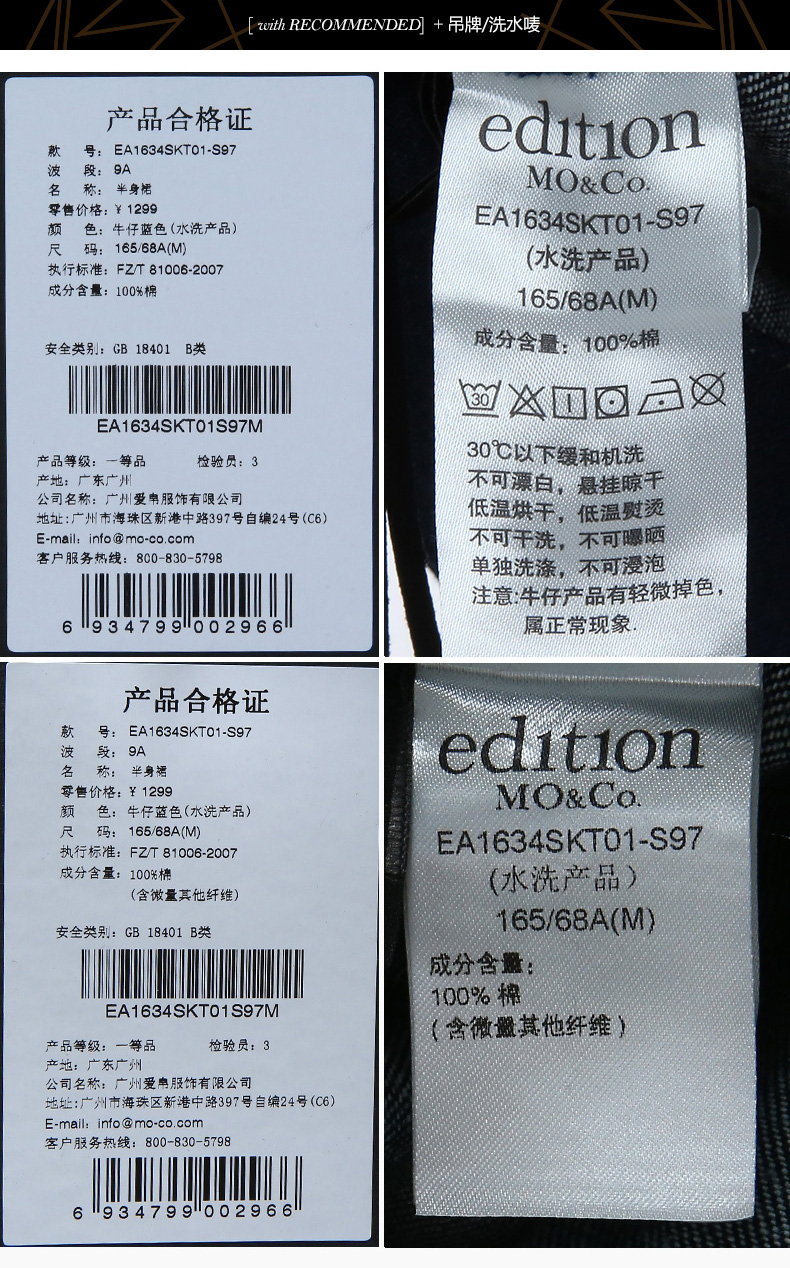 [ with RECOMMENDED] + 吊牌/洗水唛
产品合格证
款 号: EA1634SKT01-S97
波 段: 9A
名 称: 半身裙
零售价格: ¥ 1299
颜 色: 牛仔蓝色(水洗产品)
尺 码: 165/68A(M)
执行标准: FZ/T 81006-2007
成分含量: 100%棉
安全类别: GB 18401 B类
EA1634SKT01S97M
产品等级: 一等品 检验员: 3
产地: 广东广州
公司名称: 广州爱帛服饰有限公司
地址:广州市海珠区新港中路397号自编24号(C6)
E-mail: info@mo-co.com
客户服务热线: 800-830-5798
6 934799 002966
edition
MO&Co.
EA1634SKT01-S97
(水洗产品)
165/68A(M)
成分含量: 100%棉
30
30℃以下缓和机洗
不可漂白, 悬挂晾干
低温烘干, 低温熨烫
不可干洗, 不可曝晒
单独洗涤, 不可浸泡
注意:牛仔产品有轻微掉色,
属正常现象.
产品合格证
款 号: EA1634SKT01-S97
波 段: 9A
名 称: 半身裙
零售价格: ¥ 1299
颜 色: 牛仔蓝色(水洗产品)
尺 码: 165/68A(M)
执行标准: FZ/T 81006-2007
成分含量: 100%棉
(含微量其他纤维)
安全类别: GB 18401 B类
EA1634SKT01S97M
产品等级: 一等品 检验员: 3
产地: 广东广州
公司名称: 广州爱帛服饰有限公司
地址:广州市海珠区新港中路397号自编24号(C6)
E-mail: info@mo-co.com
客户服务热线: 800-830-5798
6 934799 002966
edition
MO&Co.
EA1634SKT01-S97
(水洗产品)
165/68A(M)
成分含量:
100% 棉
(含微量其他纤维)